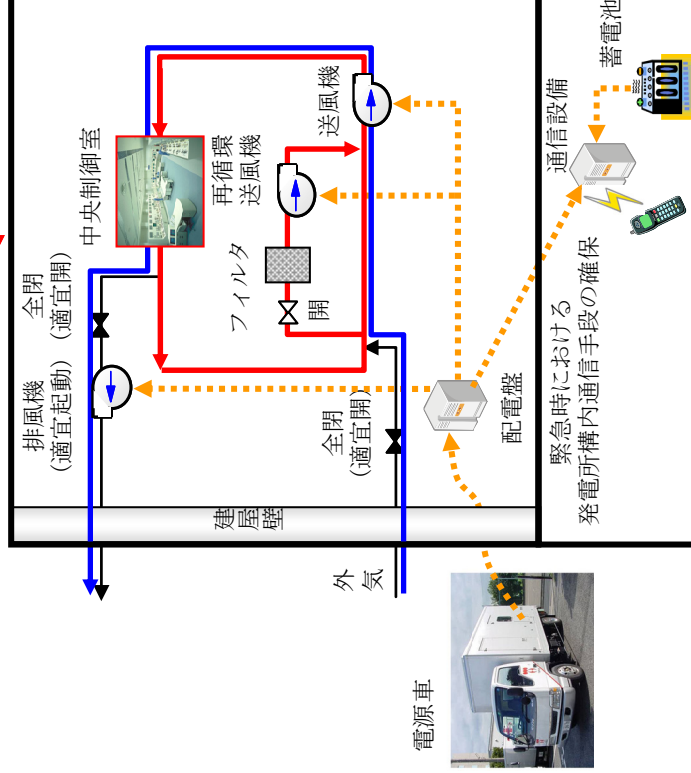 中央制御室
全閉
(適宜開)
排風機
(適宜起動)
再循環
送風機
送風機
フィルタ
開
全閉
(適宜開)
建屋壁
外気
配電盤
電源車
通信設備
蓄電池
緊急時における
発電所構内通信手段の確保